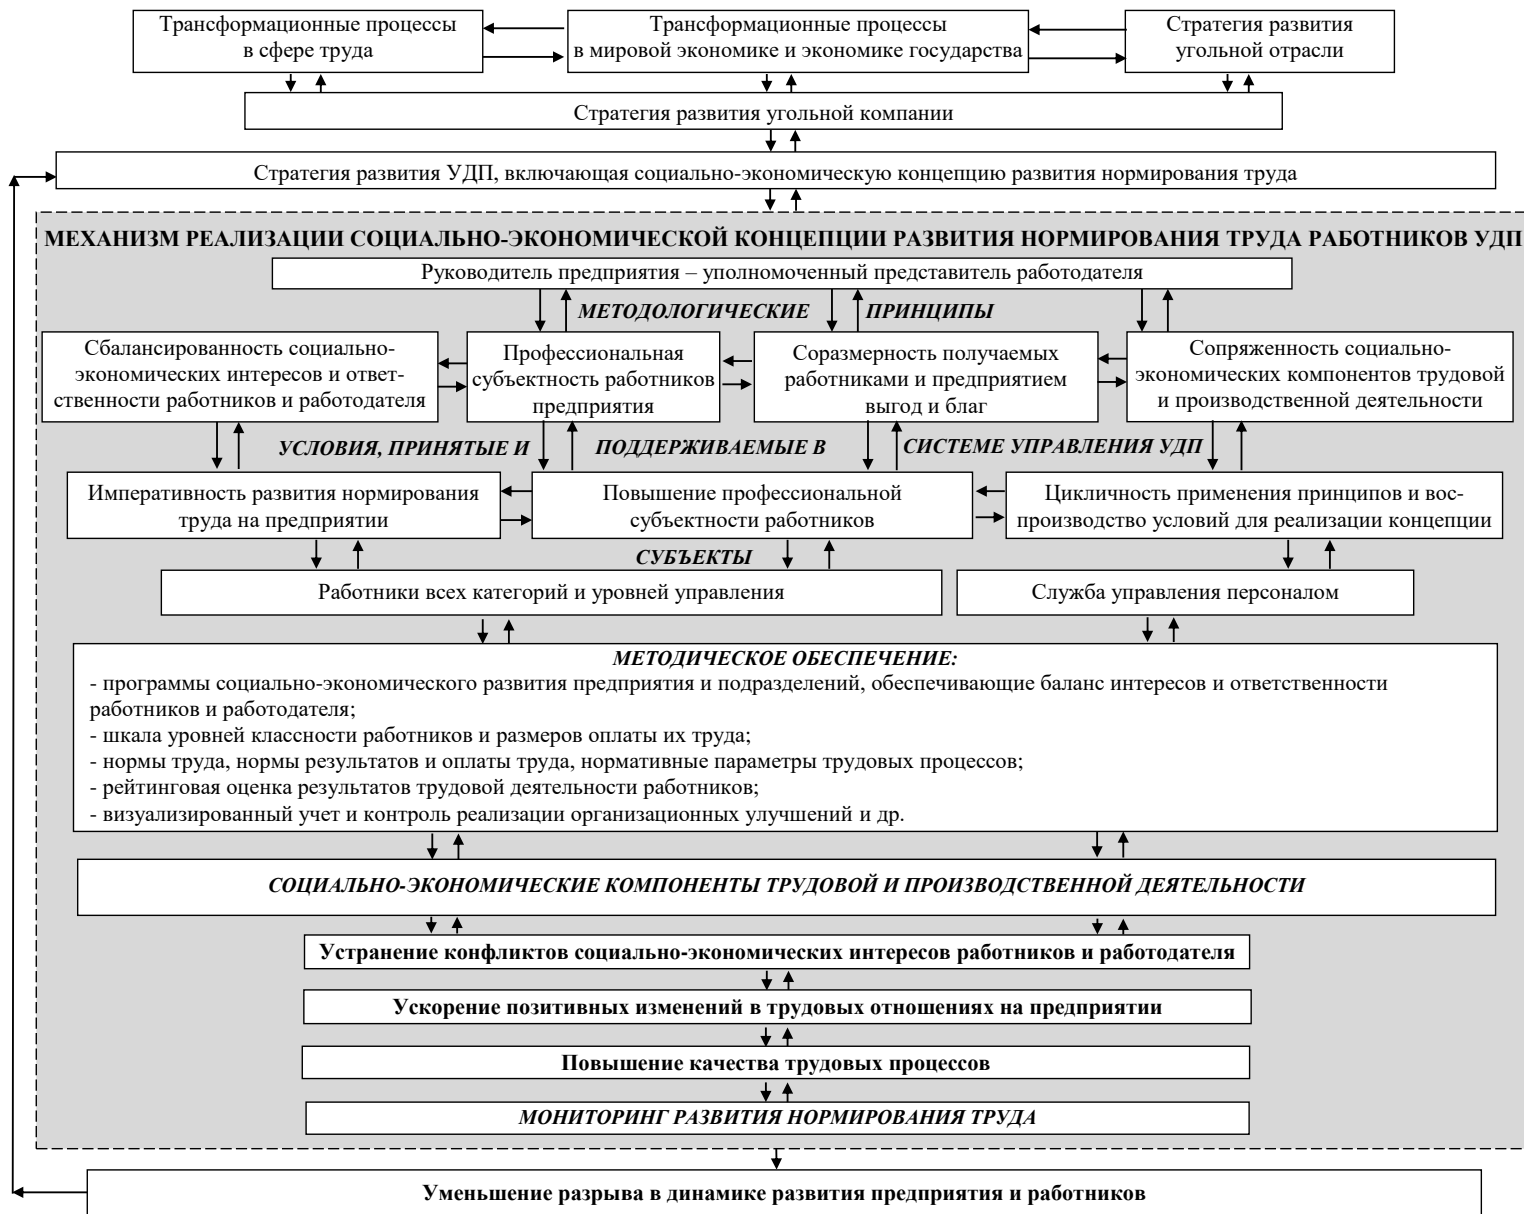 Трансформационные процессы
в сфере труда
Трансформационные процессы
в мировой экономике и экономике государства
Стратегия развития
угольной отрасли
Стратегия развития угольной компании
Стратегия развития УДП, включающая социально-экономическую концепцию развития нормирования труда
МЕХАНИЗМ РЕАЛИЗАЦИИ СОЦИАЛЬНО-ЭКОНОМИЧЕСКОЙ КОНЦЕПЦИИ РАЗВИТИЯ НОРМИРОВАНИЯ ТРУДА РАБОТНИКОВ УДП
Руководитель предприятия – уполномоченный представитель работодателя
МЕТОДОЛОГИЧЕСКИЕ ПРИНЦИПЫ
Сбалансированность социально-
экономических интересов и ответ-
ственности работников и работодателя
Профессиональная
субъектность работников
предприятия
Соразмерность получаемых
работниками и предприятием
выгод и благ
Сопряженность социально-
экономических компонентов трудовой
и производственной деятельности
УСЛОВИЯ, ПРИНЯТЫЕ И ПОДДЕРЖИВАЕМЫЕ В СИСТЕМЕ УПРАВЛЕНИЯ УДП
Императивность развития нормирования
труда на предприятии
Повышение профессиональной
субъектности работников
Цикличность применения принципов и вос-
производство условий для реализации концепции
СУБЪЕКТЫ
Работники всех категорий и уровней управления
Служба управления персоналом
МЕТОДИЧЕСКОЕ ОБЕСПЕЧЕНИЕ:
- программы социально-экономического развития предприятия и подразделений, обеспечивающие баланс интересов и ответственности
работников и работодателя;
- шкала уровней классности работников и размеров оплаты их труда;
- нормы труда, нормы результатов и оплаты труда, нормативные параметры трудовых процессов;
- рейтинговая оценка результатов трудовой деятельности работников;
- визуализированный учет и контроль реализации организационных улучшений и др.
СОЦИАЛЬНО-ЭКОНОМИЧЕСКИЕ КОМПОНЕНТЫ ТРУДОВОЙ И ПРОИЗВОДСТВЕННОЙ ДЕЯТЕЛЬНОСТИ
Устранение конфликтов социально-экономических интересов работников и работодателя
Ускорение позитивных изменений в трудовых отношениях на предприятии
Повышение качества трудовых процессов
МОНИТОРИНГ РАЗВИТИЯ НОРМИРОВАНИЯ ТРУДА
Уменьшение разрыва в динамике развития предприятия и работников